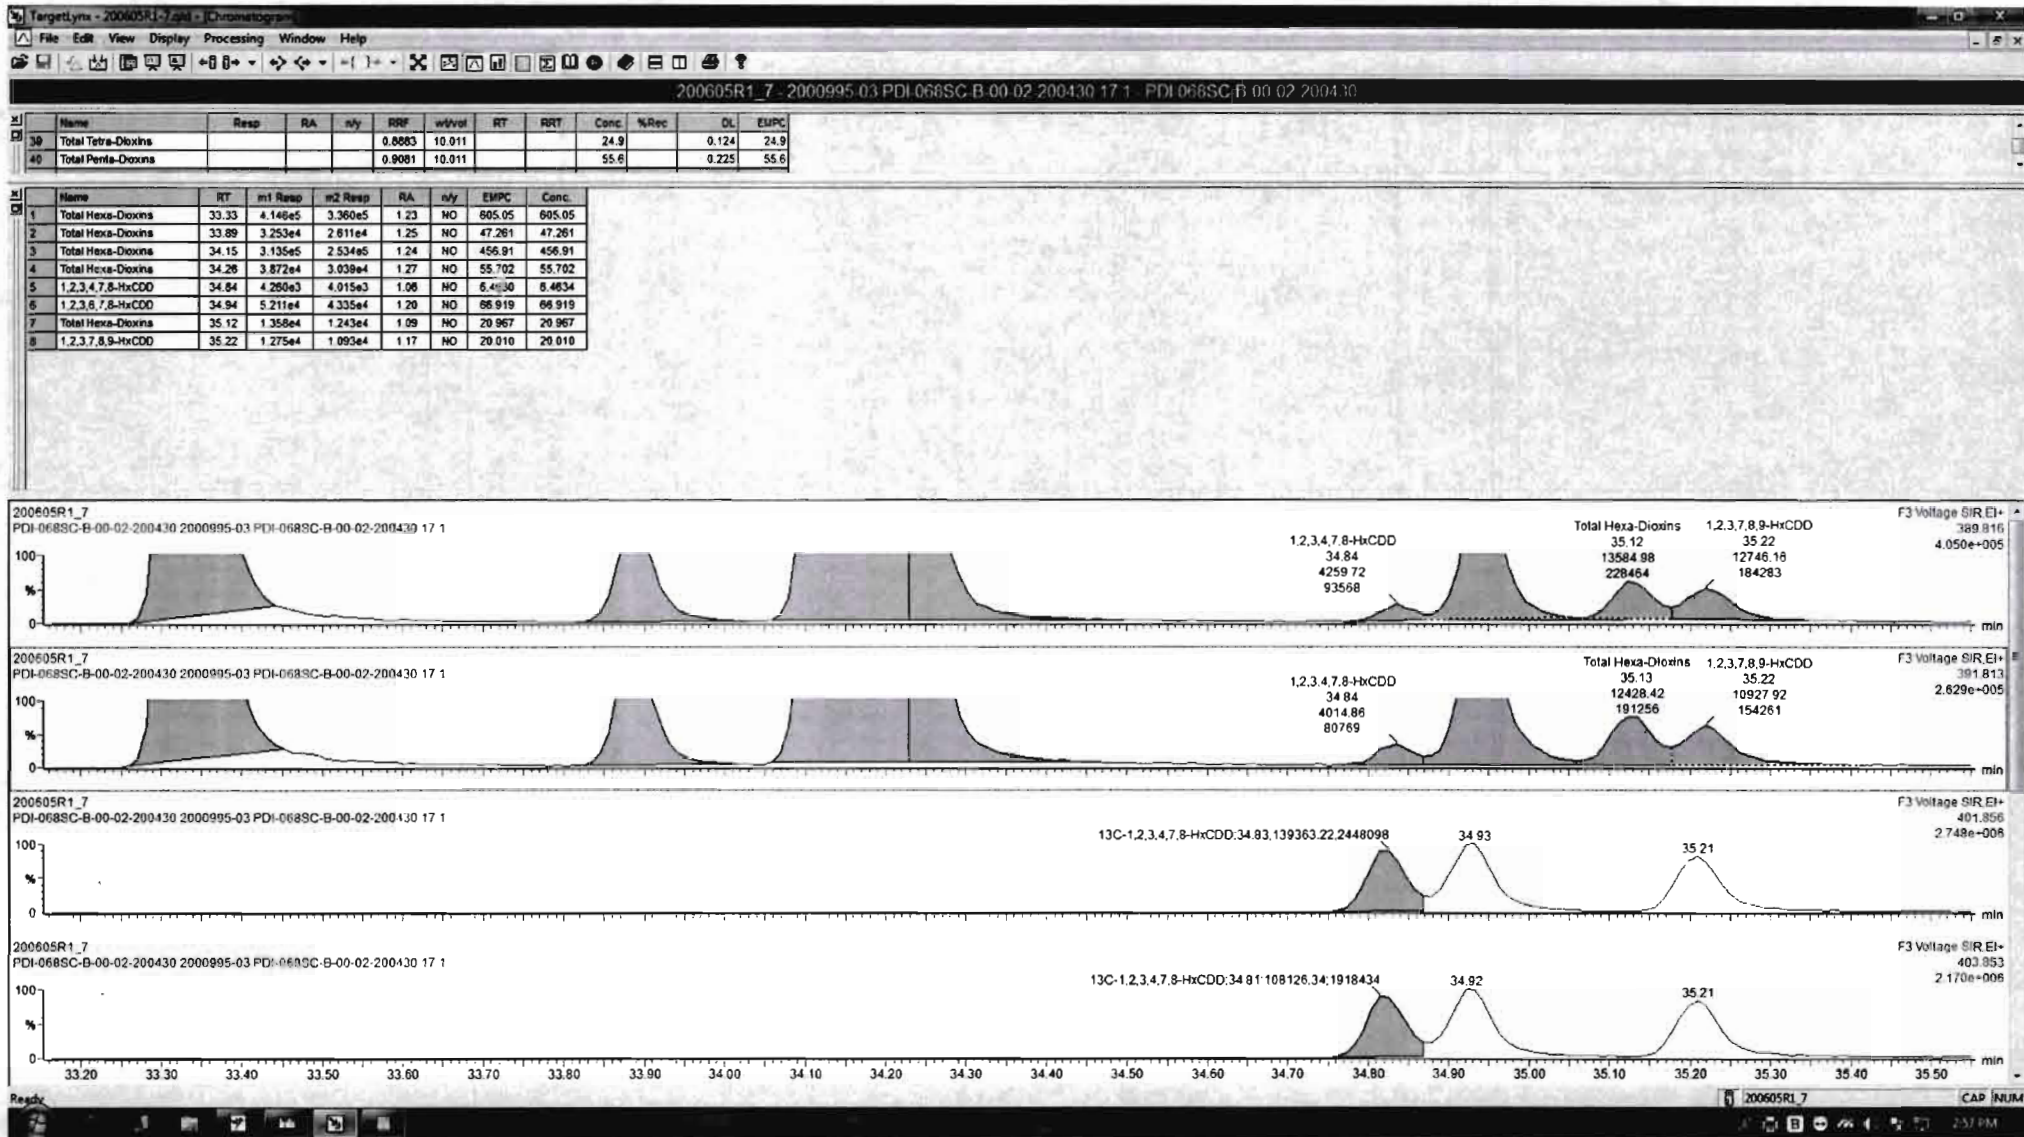 TargetLynx - 200605R1-7.qld - [Chromatogram]
File Edit View Display Processing Window Help
200605R1_7 - 2000995-03 PDI-068SC-B-00-02-200430 17 1 - PDI-068SC-B-00-02-200430
Name Resp RA n/y RRF wt/vol RT RRT Conc. %Rec DL EMPC
39 Total Tetra-Dioxins 0.8883 10.011 24.9 0.124 24.9
40 Total Penta-Dioxins 0.9081 10.011 55.6 0.225 55.6
Name RT m1 Resp m2 Resp RA n/y EMPC Conc.
1 Total Hexa-Dioxins 33.33 4.146e5 3.360e5 1.23 NO 605.05 605.05
2 Total Hexa-Dioxins 33.89 3.253e4 2.611e4 1.25 NO 47.261 47.261
3 Total Hexa-Dioxins 34.15 3.135e5 2.534e5 1.24 NO 456.91 456.91
4 Total Hexa-Dioxins 34.26 3.872e4 3.039e4 1.27 NO 55.702 55.702
5 1,2,3,4,7,8-HxCDD 34.84 4.260e3 4.015e3 1.06 NO 6.4634
6 1,2,3,6,7,8-HxCDD 34.94 5.211e4 4.335e4 1.20 NO 66.919 66.919
7 Total Hexa-Dioxins 35.12 1.358e4 1.243e4 1.09 NO 20.967 20.967
8 1,2,3,7,8,9-HxCDD 35.22 1.275e4 1.093e4 1.17 NO 20.010 20.010
200605R1_7
PDI-068SC-B-00-02-200430 2000995-03 PDI-068SC-B-00-02-200430 17 1
F3 Voltage SIR,EI+
389.816
4.050e+005
1,2,3,4,7,8-HxCDD
34.84
4259.72
93568
Total Hexa-Dioxins
35.12
13584.98
228464
1,2,3,7,8,9-HxCDD
35.22
12746.16
184283
100
%
0
min
200605R1_7
PDI-068SC-B-00-02-200430 2000995-03 PDI-068SC-B-00-02-200430 17 1
F3 Voltage SIR,EI+
391.813
2.629e+005
1,2,3,4,7,8-HxCDD
34.84
4014.86
80769
Total Hexa-Dioxins
35.13
12428.42
191256
1,2,3,7,8,9-HxCDD
35.22
10927.92
154261
100
%
0
min
200605R1_7
PDI-068SC-B-00-02-200430 2000995-03 PDI-068SC-B-00-02-200430 17 1
F3 Voltage SIR,EI+
401.856
2.748e+006
13C-1,2,3,4,7,8-HxCDD;34.83;139363.22;2448098
34.93
35.21
100
%
0
min
200605R1_7
PDI-068SC-B-00-02-200430 2000995-03 PDI-068SC-B-00-02-200430 17 1
F3 Voltage SIR,EI+
403.853
2.170e+006
13C-1,2,3,4,7,8-HxCDD;34.81;108126.34;1918434
34.92
35.21
100
%
0
min
33.20 33.30 33.40 33.50 33.60 33.70 33.80 33.90 34.00 34.10 34.20 34.30 34.40 34.50 34.60 34.70 34.80 34.90 35.00 35.10 35.20 35.30 35.40 35.50
Ready
200605R1_7 CAP NUM
2:57 PM